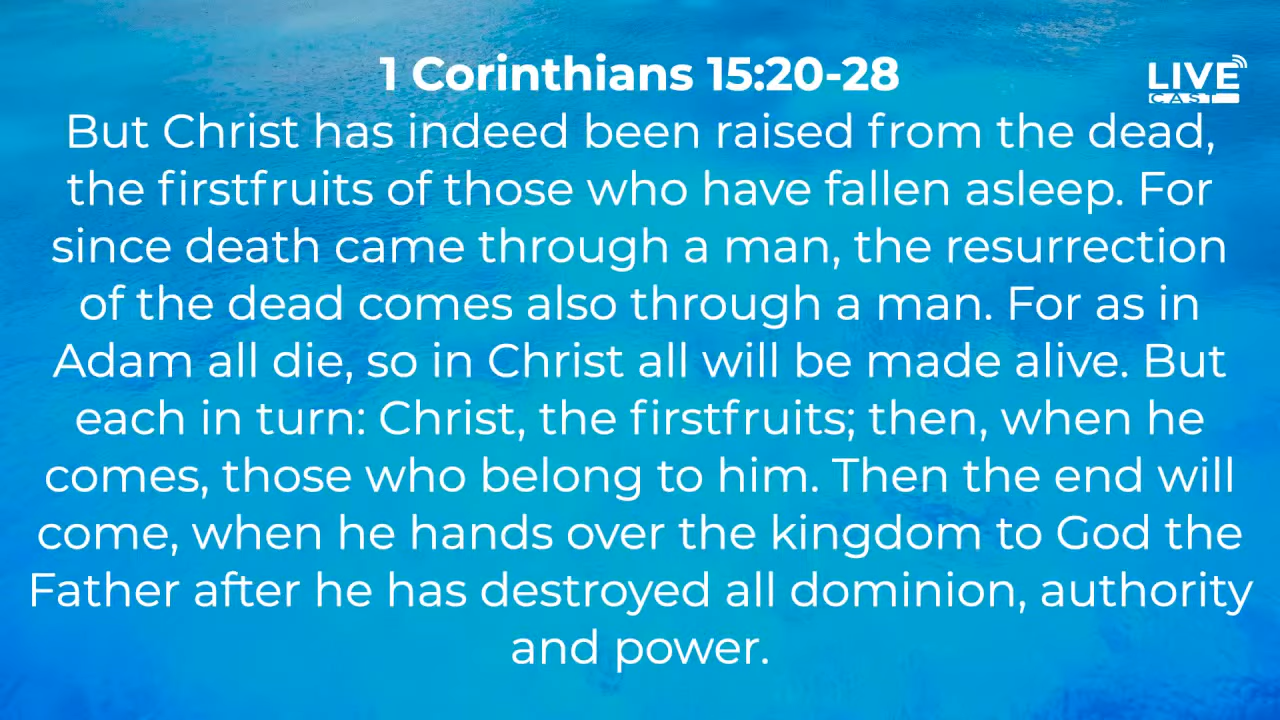 1 Corinthians 15:20-28
LIVE
CAST
But Christ has indeed been raised from the dead,
the firstfruits of those who have fallen asleep. For
since death came through a man, the resurrection
of the dead comes also through a man. For as in
Adam all die, so in Christ all will be made alive. But
each in turn: Christ, the firstfruits; then, when he
comes, those who belong to him. Then the end will
come, when he hands over the kingdom to God the
Father after he has destroyed all dominion, authority
and power.